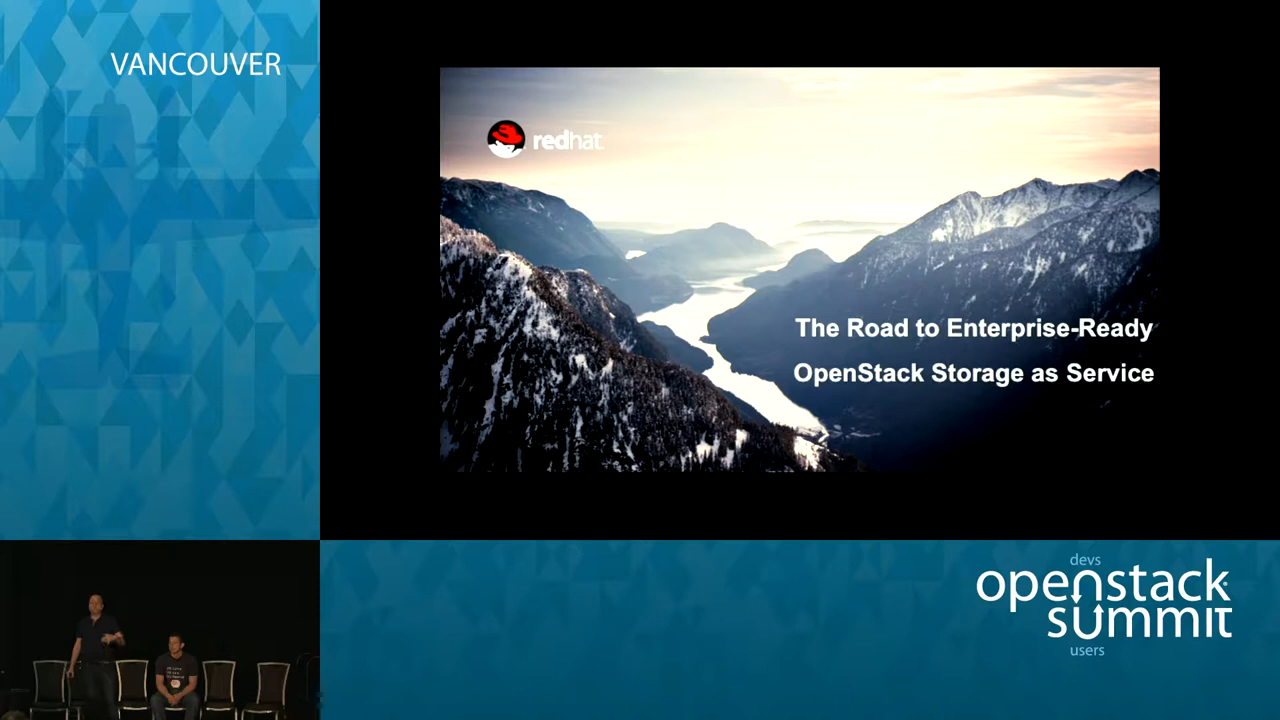 VANCOUVER
redhat
The Road to Enterprise-Ready
OpenStack Storage as Service
devs
openstack
summit
users